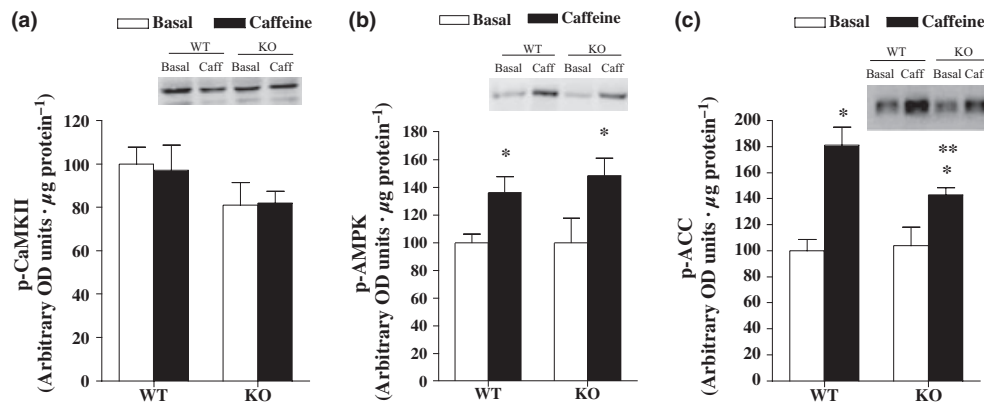 (a)
Basal Caffeine
WT KO
Basal Caff Basal Caff
p-CaMKII
(Arbitrary OD units · µg protein⁻¹)
120
100
80
60
40
20
0
WT KO
(b)
Basal Caffeine
WT KO
Basal Caff Basal Caff
p-AMPK
(Arbitrary OD units · µg protein⁻¹)
180
160
140
120
100
80
60
40
20
0
*
*
WT KO
(c)
Basal Caffeine
WT KO
Basal Caff Basal Caff
p-ACC
(Arbitrary OD units · µg protein⁻¹)
200
180
160
140
120
100
80
60
40
20
0
*
**
*
WT KO